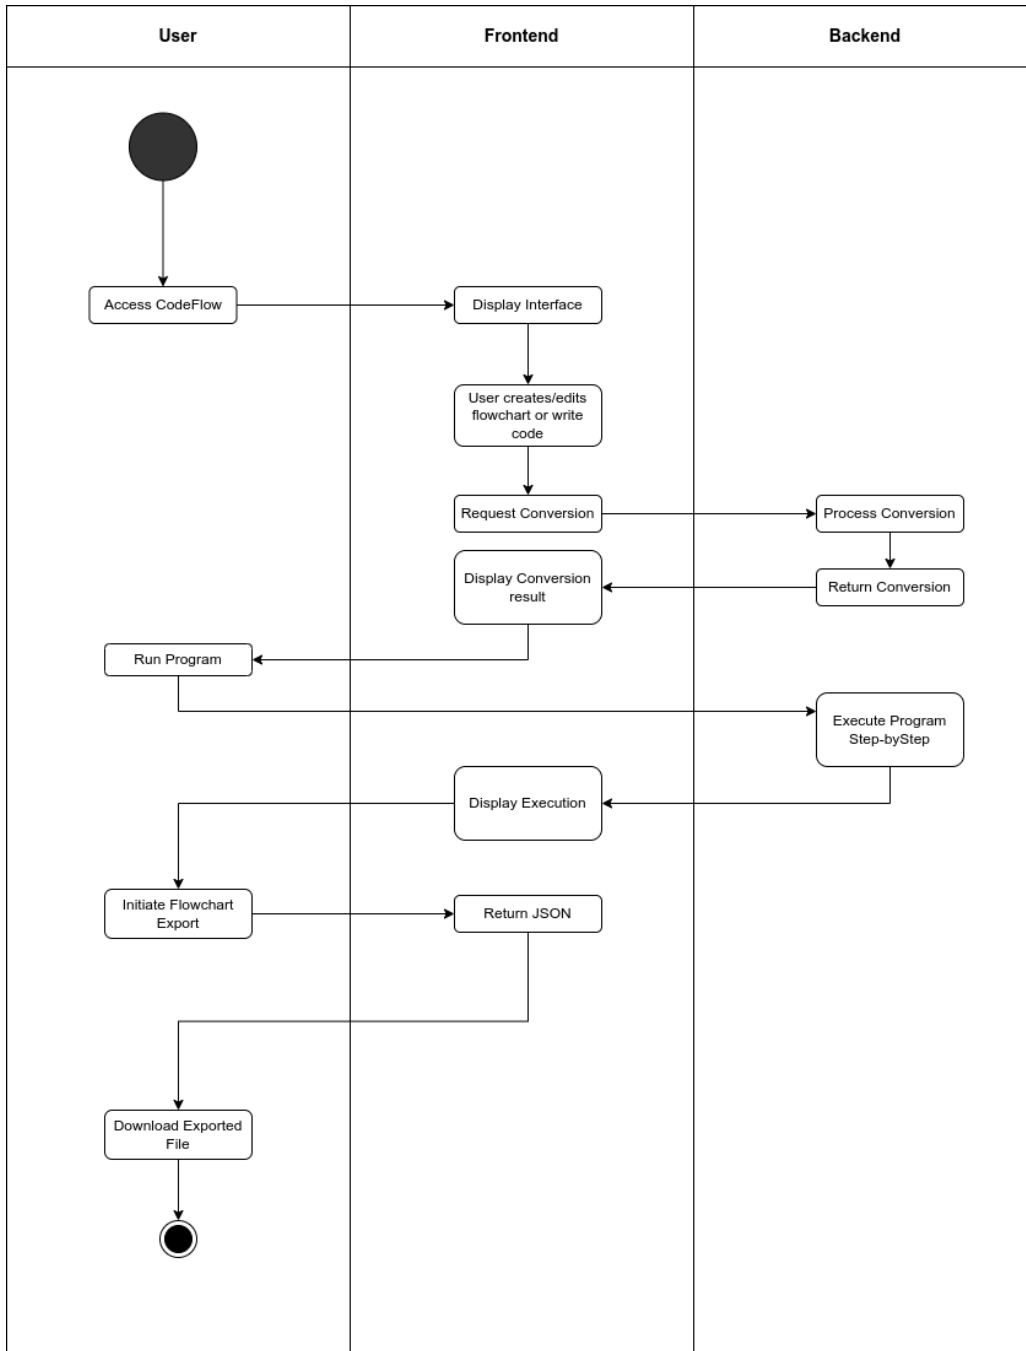 User
Frontend
Backend
Access CodeFlow
Display Interface
User creates/edits
flowchart or write
code
Request Conversion
Process Conversion
Display Conversion
result
Return Conversion
Run Program
Execute Program
Step-byStep
Display Execution
Initiate Flowchart
Export
Return JSON
Download Exported
File